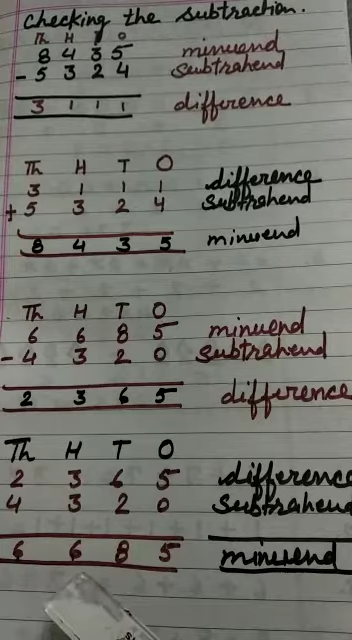 Checking the subtraction.
Th H T O
8 4 3 5 minuend
- 5 3 2 4 subtrahend
3 1 1 1 difference
Th H T O
3 1 1 1 difference
+ 5 3 2 4 subtrahend
8 4 3 5 minuend
Th H T O
6 6 8 5 minuend
- 4 3 2 0 subtrahend
2 3 6 5 difference
Th H T O
2 3 6 5 difference
4 3 2 0 subtrahend
6 6 8 5 minuend